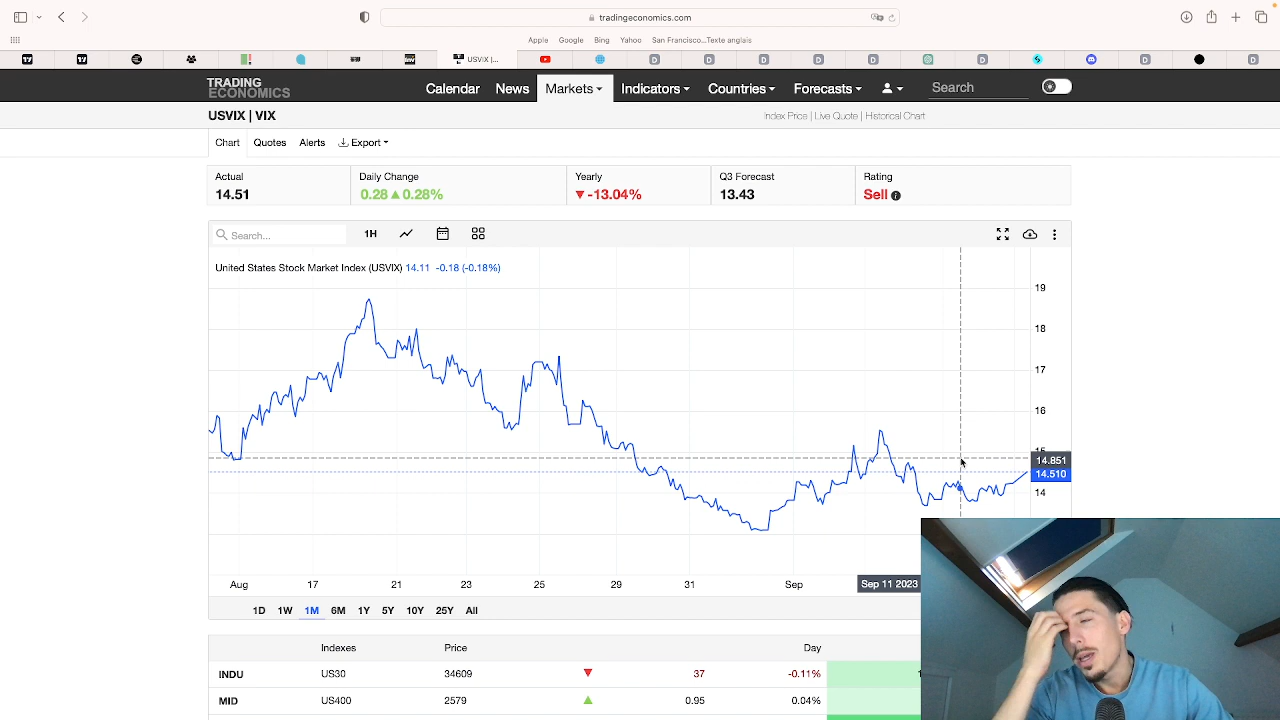 tradingeconomics.com
Apple Google Bing Yahoo San Francisco...Texte anglais
USVIX |...
TRADING ECONOMICS
Calendar News Markets Indicators Countries Forecasts Search
USVIX | VIX
Index Price | Live Quote | Historical Chart
Chart Quotes Alerts Export
Actual Daily Change Yearly Q3 Forecast Rating
14.51 0.28 0.28% -13.04% 13.43 Sell
Search... 1H
United States Stock Market Index (USVIX) 14.11 -0.18 (-0.18%)
19
18
17
16
15
14.851
14.510
14
Aug 17 21 23 25 29 31 Sep Sep 11 2023
1D 1W 1M 6M 1Y 5Y 10Y 25Y All
Indexes Price Day
INDU US30 34609 37 -0.11%
MID US400 2579 0.95 0.04%